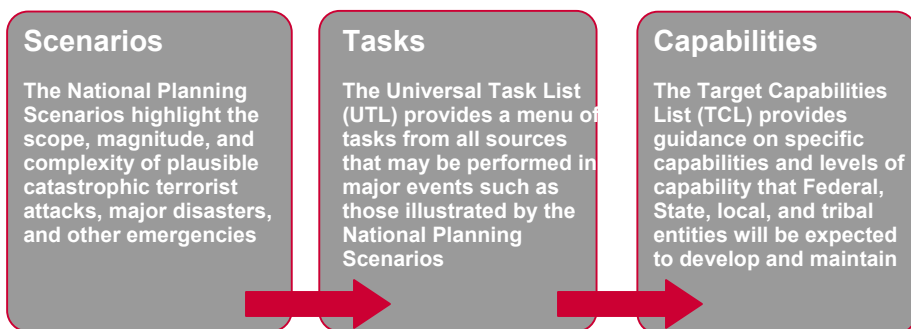 Scenarios
The National Planning
Scenarios highlight the
scope, magnitude, and
complexity of plausible
catastrophic terrorist
attacks, major disasters,
and other emergencies
Tasks
The Universal Task List
(UTL) provides a menu of
tasks from all sources
that may be performed in
major events such as
those illustrated by the
National Planning
Scenarios
Capabilities
The Target Capabilities
List (TCL) provides
guidance on specific
capabilities and levels of
capability that Federal,
State, local, and tribal
entities will be expected
to develop and maintain